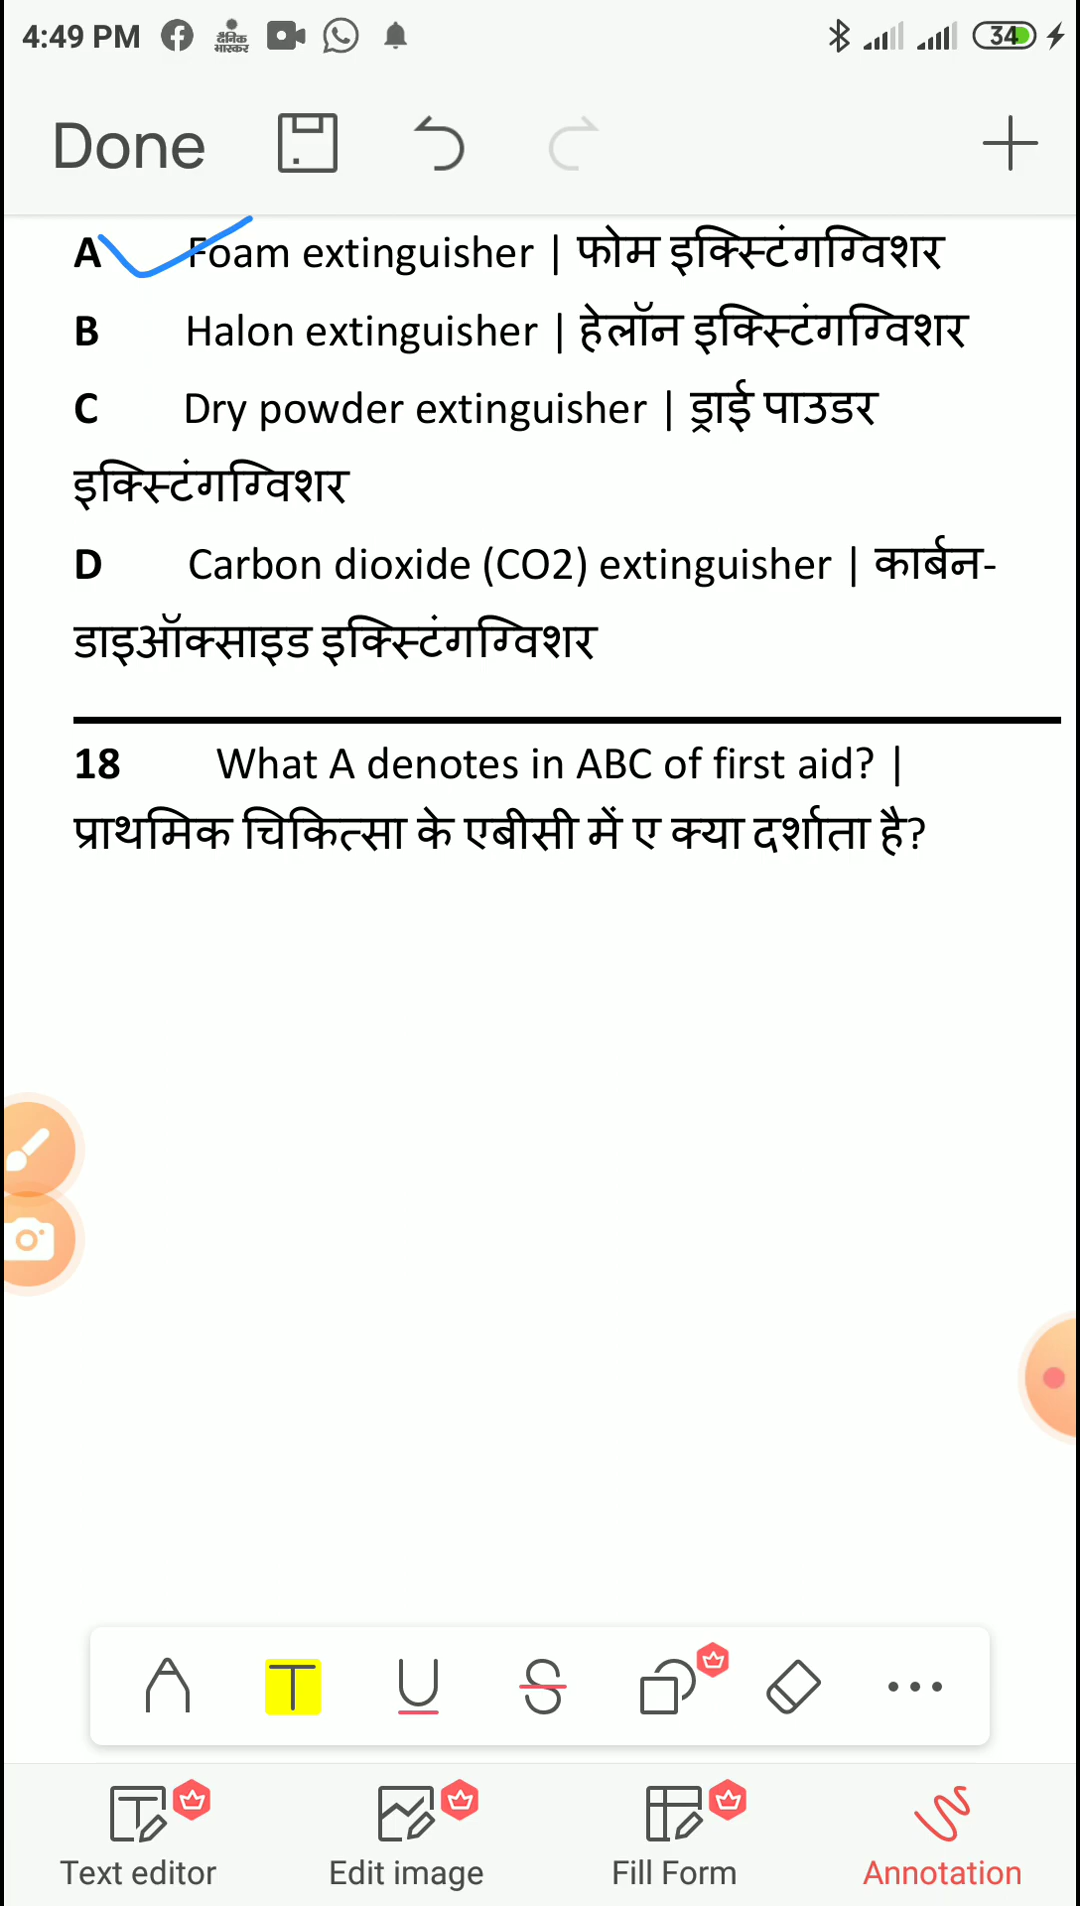 4:49 PM
दैनिक
भास्कर
34
Done
A Foam extinguisher | फोम इक्स्टिंगग्विशर
B Halon extinguisher | हेलॉन इक्स्टिंगग्विशर
C Dry powder extinguisher | ड्राई पाउडर
इक्स्टिंगग्विशर
D Carbon dioxide (CO2) extinguisher | कार्बन-
डाइऑक्साइड इक्स्टिंगग्विशर
18 What A denotes in ABC of first aid? |
प्राथमिक चिकित्सा के एबीसी में ए क्या दर्शाता है?
T U S
Text editor Edit image Fill Form Annotation